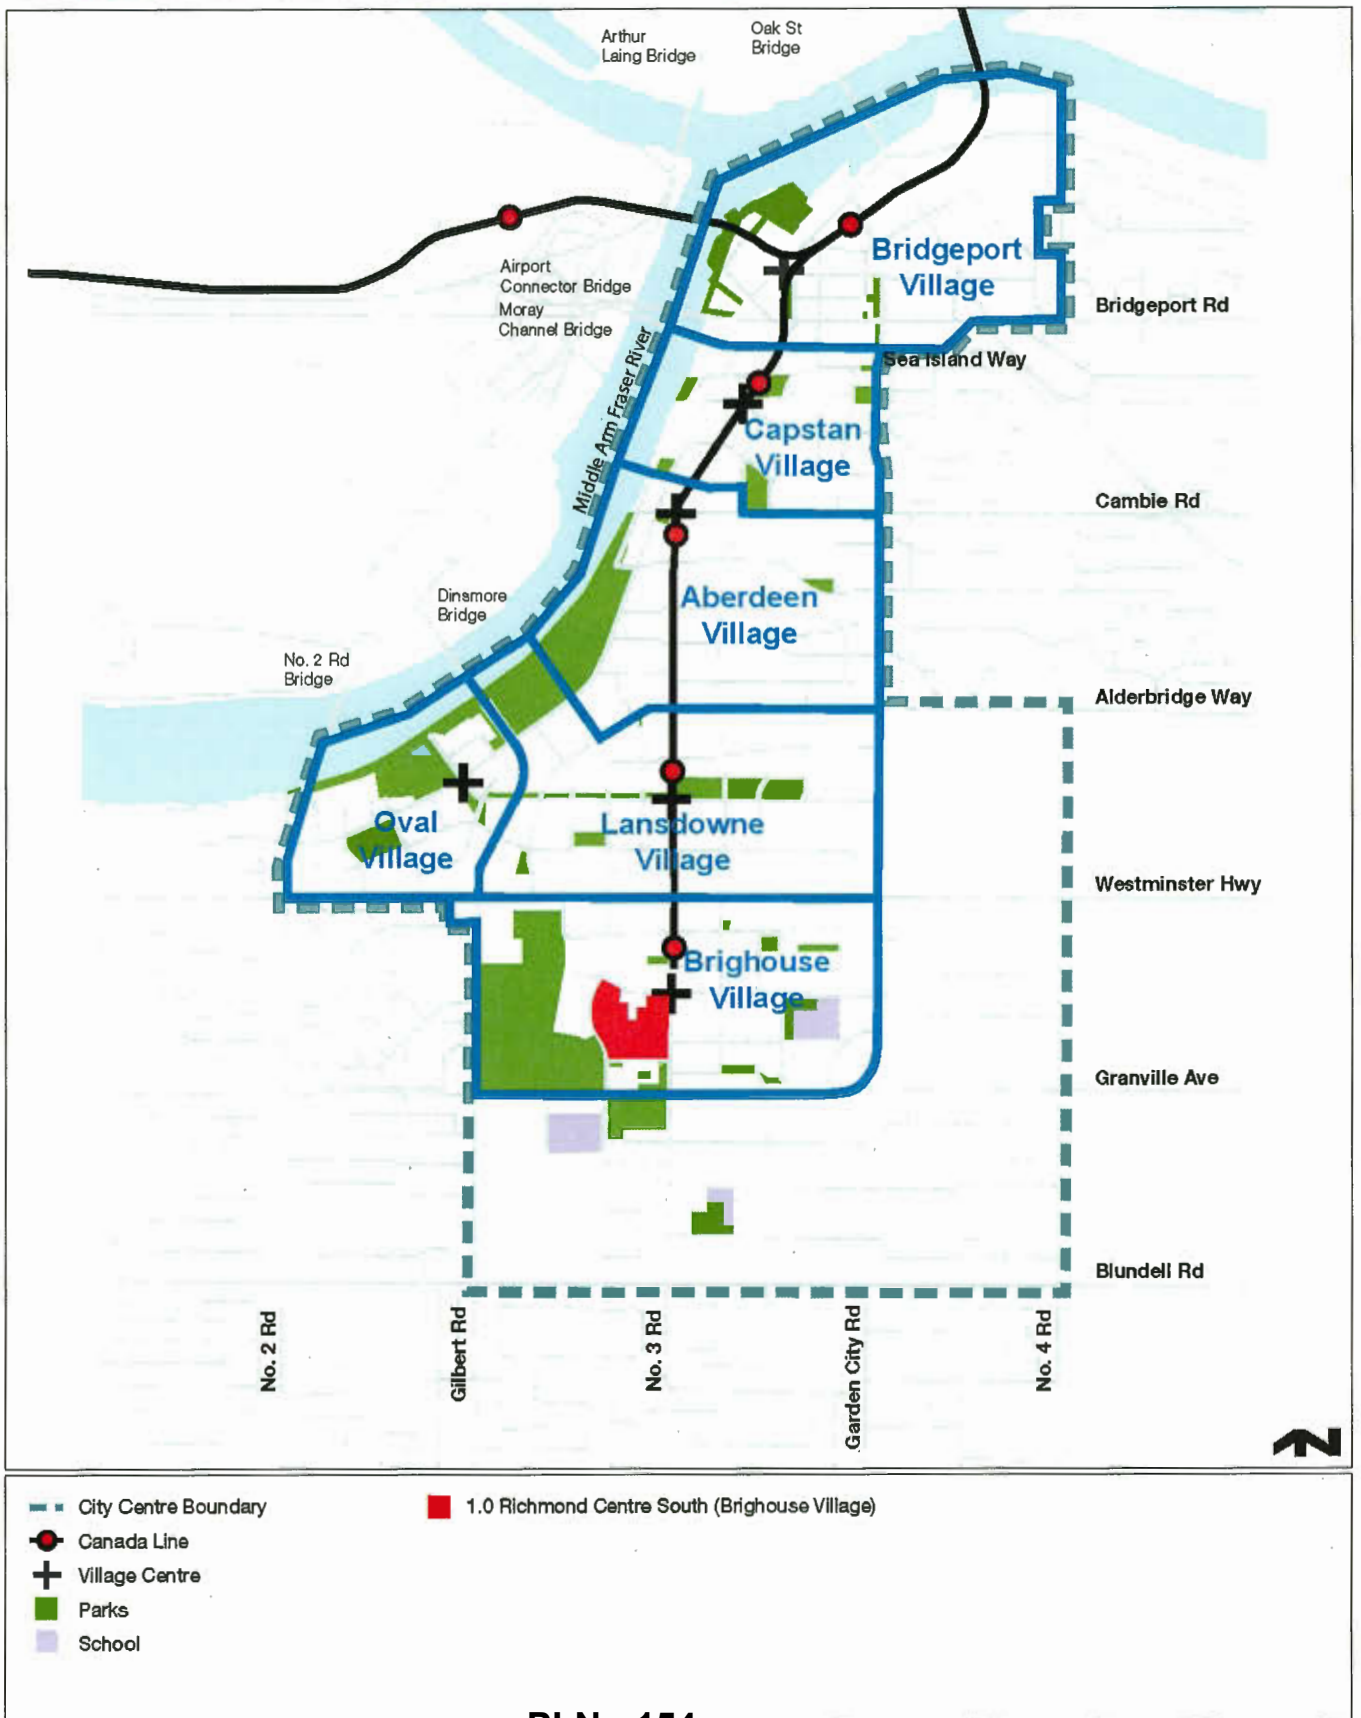 Arthur
Laing Bridge
Oak St
Bridge
Airport
Connector Bridge
Moray
Channel Bridge
Bridgeport
Village
Bridgeport Rd
Sea Island Way
Middle Arm Fraser River
Capstan
Village
Cambie Rd
Dinsmore
Bridge
Aberdeen
Village
No. 2 Rd
Bridge
Alderbridge Way
Oval
Village
Lansdowne
Village
Westminster Hwy
Brighouse
Village
Granville Ave
Blundell Rd
No. 2 Rd
Gilbert Rd
No. 3 Rd
Garden City Rd
No. 4 Rd
N
City Centre Boundary
1.0 Richmond Centre South (Brighouse Village)
Canada Line
Village Centre
Parks
School